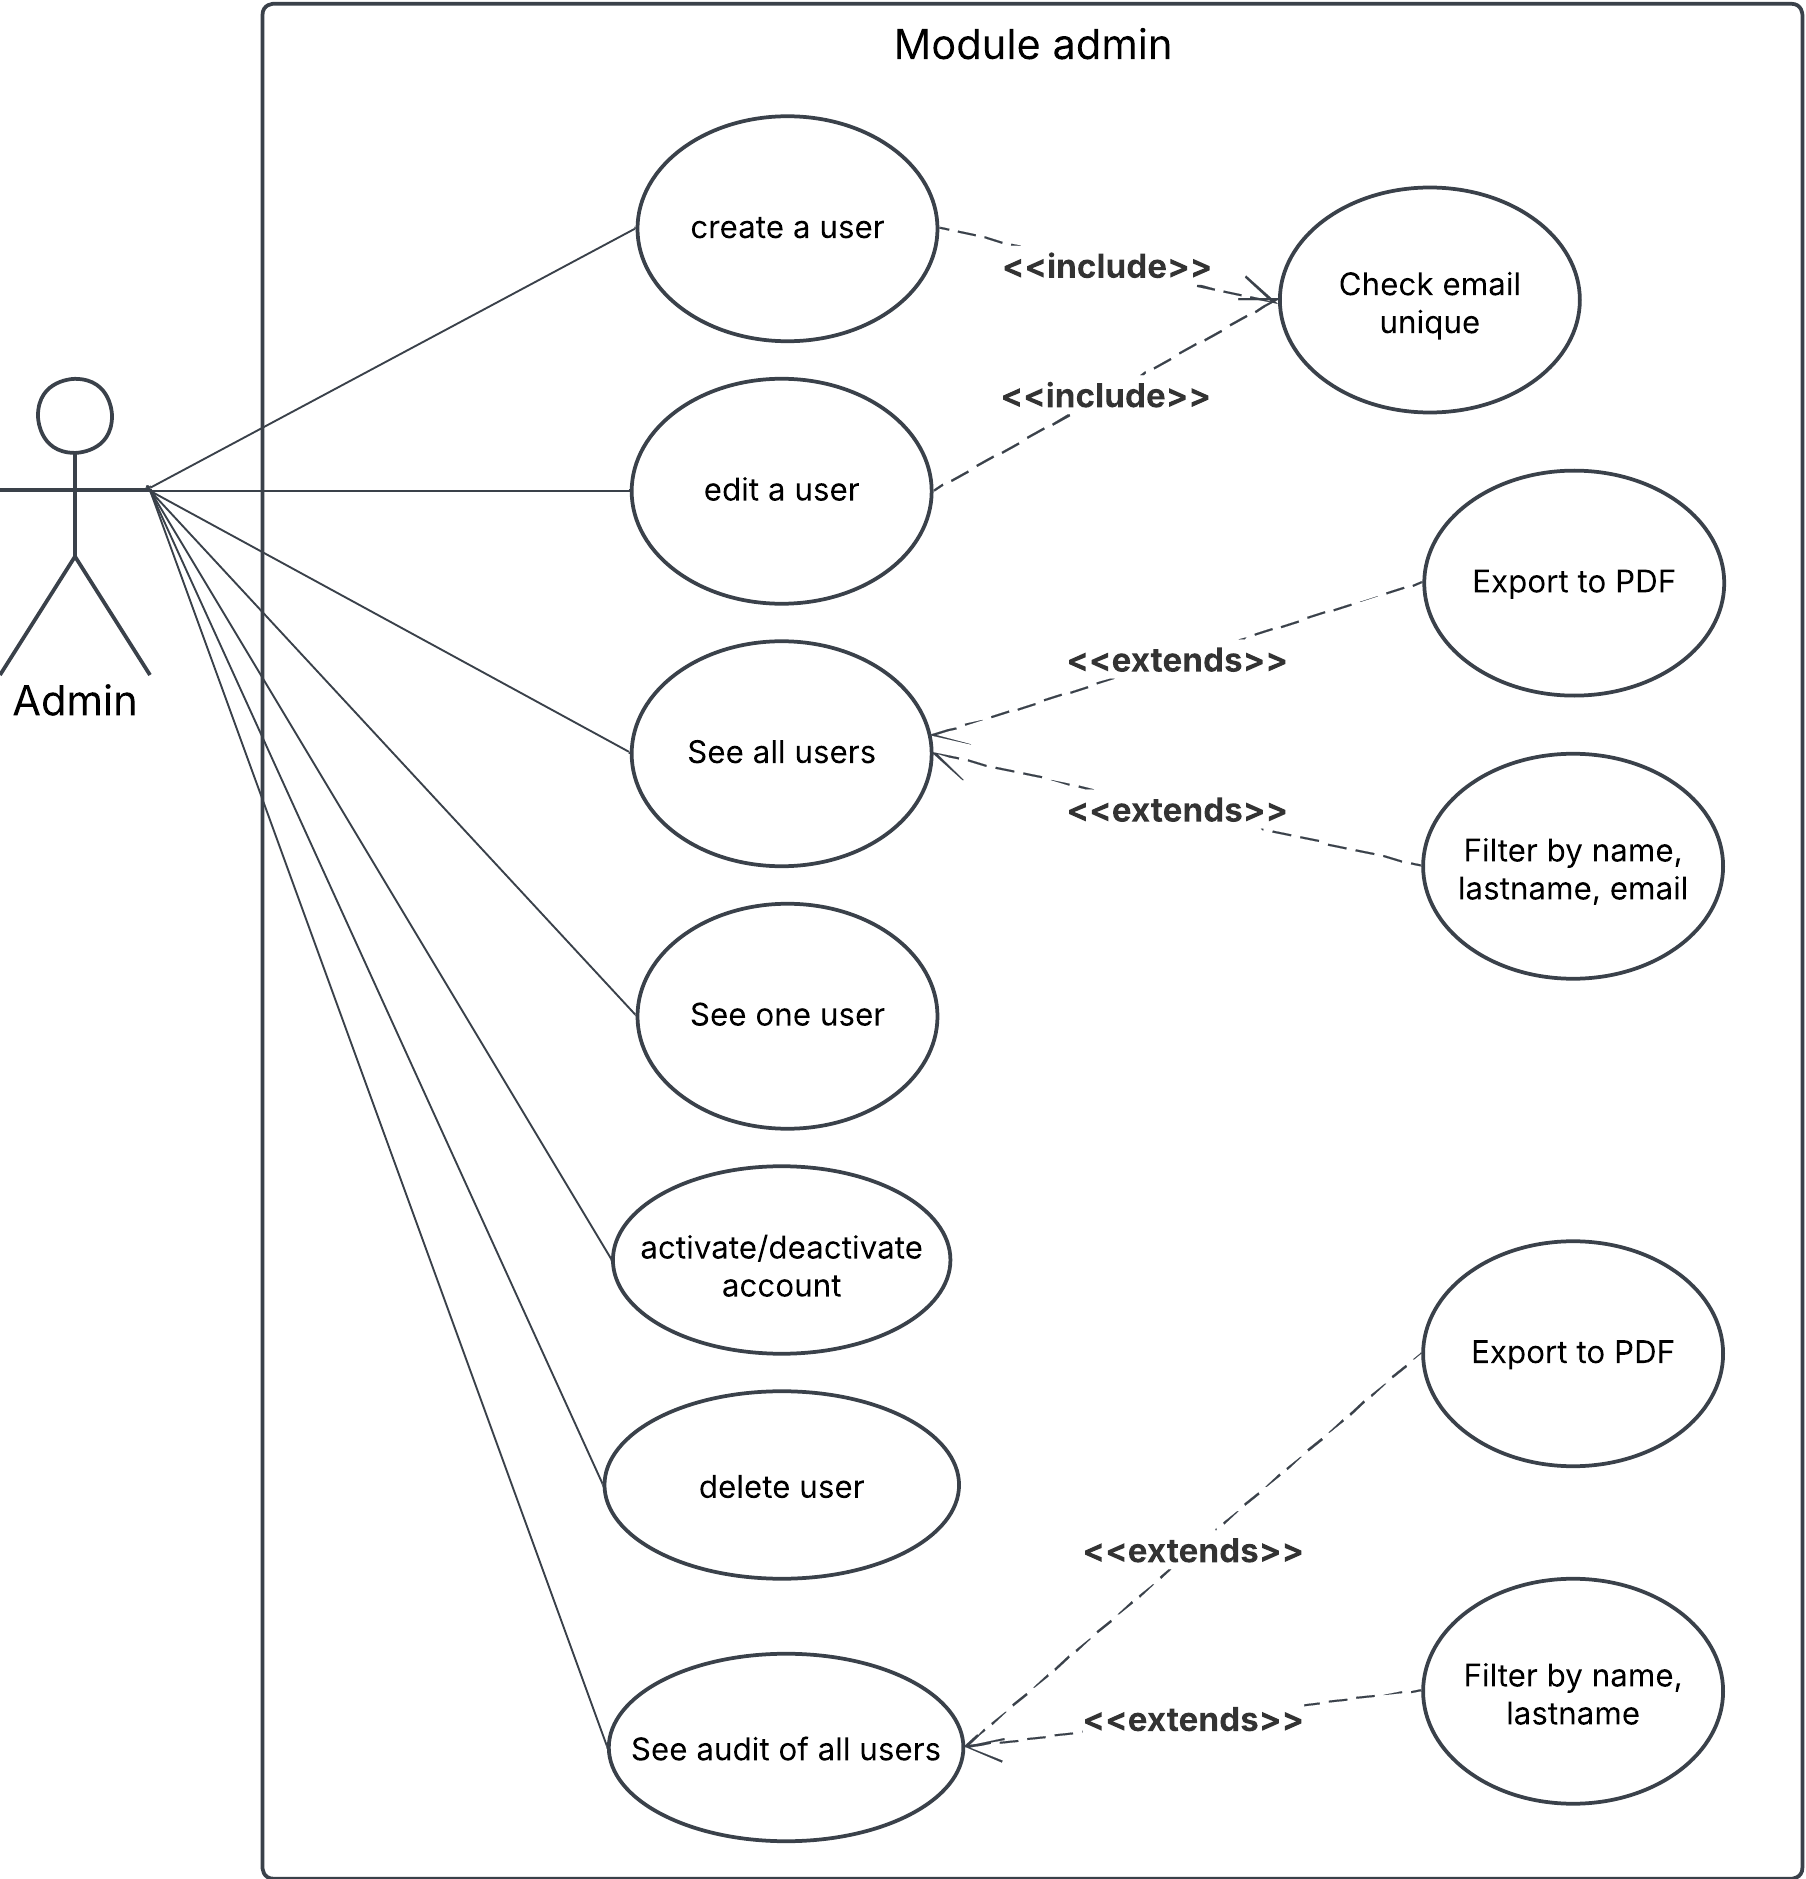 Module admin
create a user
<<include>>
Check email
unique
<<include>>
edit a user
Export to PDF
<<extends>>
Admin
See all users
<<extends>>
Filter by name,
lastname, email
See one user
activate/deactivate
account
Export to PDF
delete user
<<extends>>
Filter by name,
lastname
<<extends>>
See audit of all users